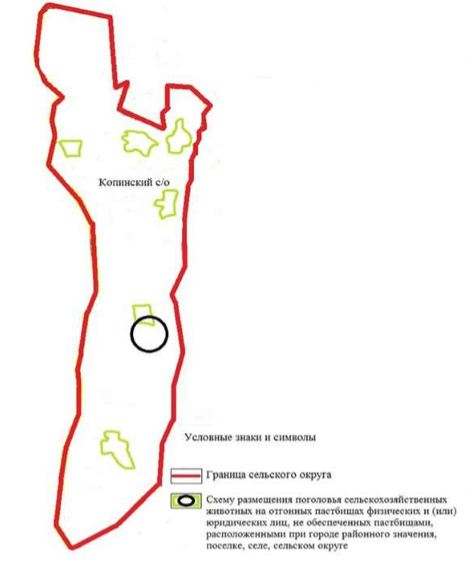 Копинский с/о
Условные знаки и символы
Граница сельского округа
Схему размещения поголовья сельскохозяйственных
животных на отгонных пастбищах физических и (или)
юридических лиц, не обеспеченных пастбищами,
расположенными при городе районного значения,
поселке, селе, сельском округе